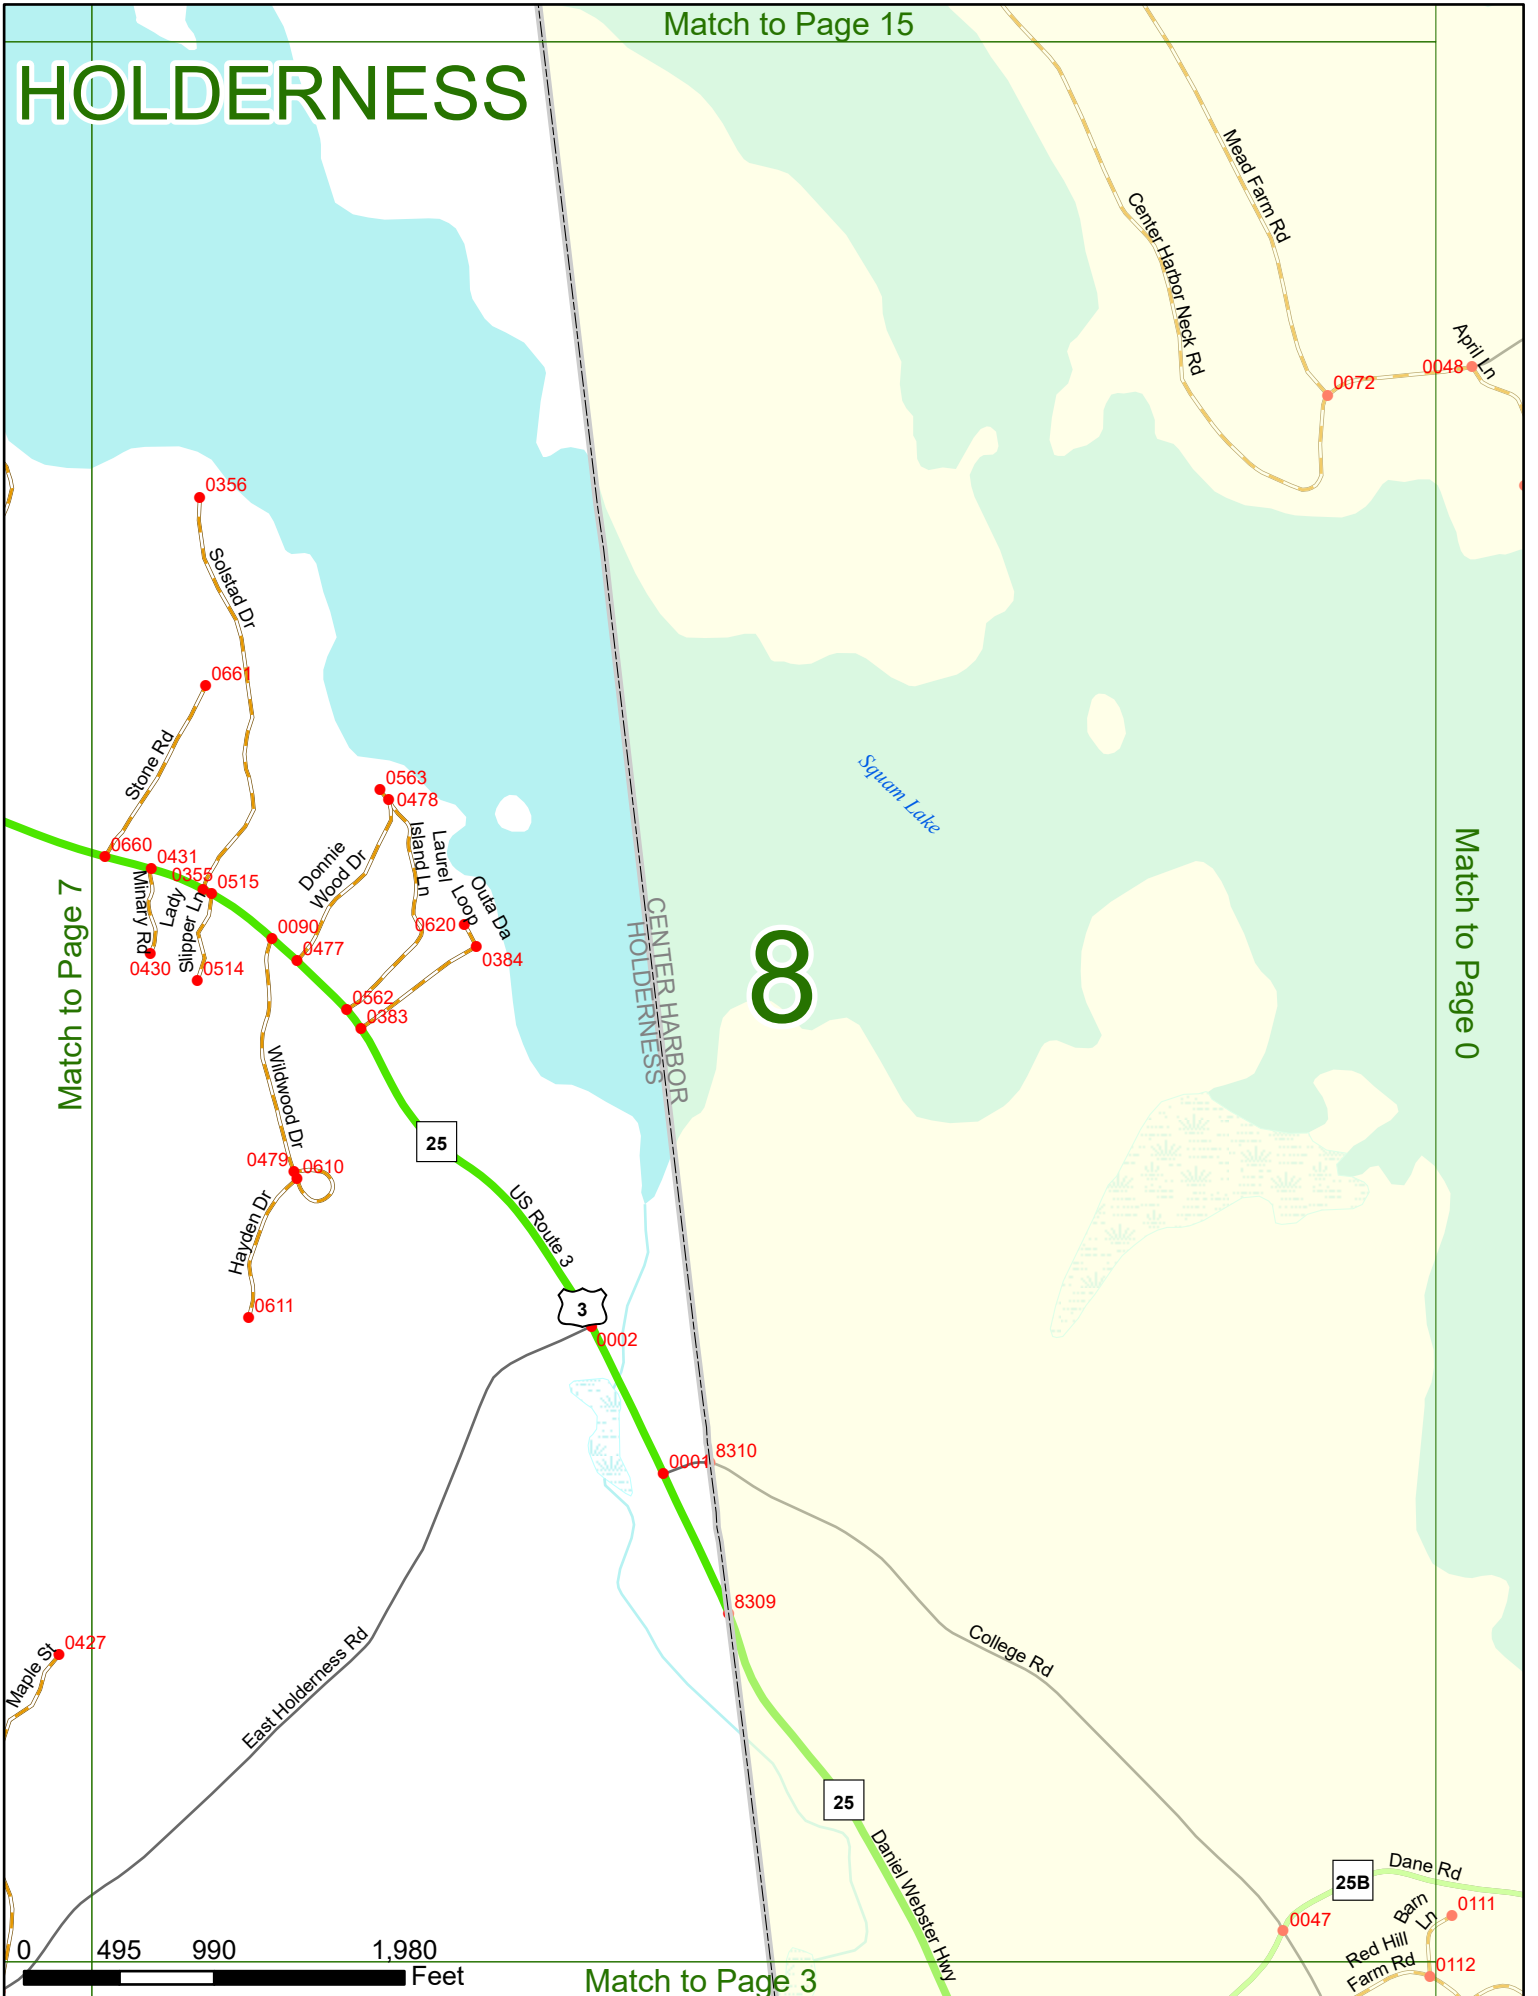 Match to Page 15
HOLDERNESS
Mead Farm Rd
Center Harbor Neck Rd
April Ln
0048
0072
0356
Solstad Dr
0661
Stone Rd
Squam Lake
0563
0478
Island Ln
Laurel
Loop
Outa Da
Donnie
Wood Dr
0660
0431
0355
0515
Minary Rd
Lady
Slipper Ln
0430
0514
0090
0477
0620
0384
0562
0383
Match to Page 7
CENTER HARBOR
HOLDERNESS
8
Match to Page 0
Wildwood Dr
25
0479
0610
Hayden Dr
US Route 3
0611
3
0002
0001
8310
8309
0427
Maple St
East Holderness Rd
College Rd
25
Daniel Webster Hwy
25B
Dane Rd
Barn
Ln
0111
0047
Red Hill
Farm Rd
0112
0 495 990 1,980
Feet
Match to Page 3